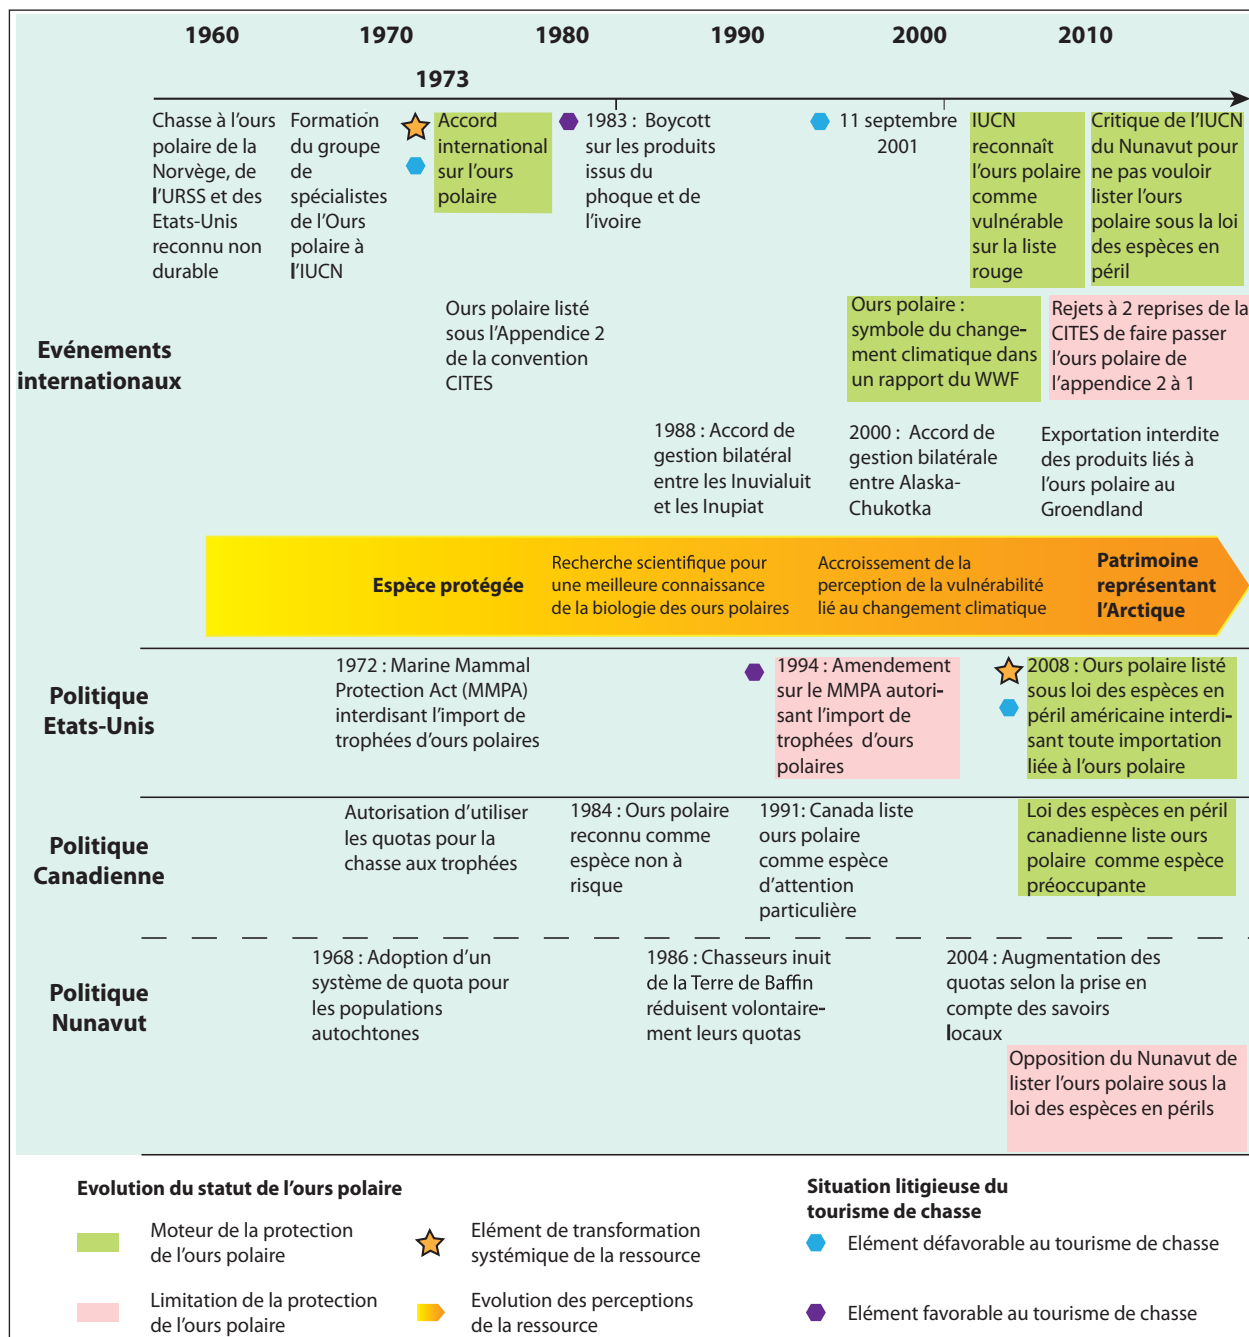 1960
1970
1980
1990
2000
2010
1973
Chasse à l’ours
polaire de la
Norvège, de
l’URSS et des
Etats-Unis
reconnu non
durable
Formation
du groupe
de
spécialistes
de l’Ours
polaire à
l’IUCN
Accord
international
sur l’ours
polaire
1983 : Boycott
sur les produits
issus du
phoque et de
l’ivoire
11 septembre
2001
IUCN
reconnaît
l’ours polaire
comme
vulnérable
sur la liste
rouge
Critique de l’IUCN
du Nunavut pour
ne pas vouloir
lister l’ours
polaire sous la loi
des espèces en
péril
Evénements
internationaux
Ours polaire listé
sous l’Appendice 2
de la convention
CITES
Ours polaire :
symbole du change-
ment climatique dans
un rapport du WWF
Rejets à 2 reprises de la
CITES de faire passer
l’ours polaire de
l’appendice 2 à 1
1988 : Accord de
gestion bilatéral
entre les Inuvialuit
et les Inupiat
2000 : Accord de
gestion bilatérale
entre Alaska-
Chukotka
Exportation interdite
des produits liés à
l’ours polaire au
Groendland
Espèce protégée
Recherche scientifique pour
une meilleure connaissance
de la biologie des ours polaires
Accroissement de la
perception de la vulnérabilité
lié au changement climatique
Patrimoine
représentant
l’Arctique
Politique
Etats-Unis
1972 : Marine Mammal
Protection Act (MMPA)
interdisant l’import de
trophées d’ours polaires
1994 : Amendement
sur le MMPA autori-
sant l’import de
trophées d’ours
polaires
2008 : Ours polaire listé
sous loi des espèces en
péril américaine interdi-
sant toute importation
liée à l’ours polaire
Politique
Canadienne
Autorisation d’utiliser
les quotas pour la
chasse aux trophées
1984 : Ours polaire
reconnu comme
espèce non à
risque
1991: Canada liste
ours polaire
comme espèce
d’attention
particulière
Loi des espèces en péril
canadienne liste ours
polaire comme espèce
préoccupante
Politique
Nunavut
1968 : Adoption d’un
système de quota pour
les populations
autochtones
1986 : Chasseurs inuit
de la Terre de Baffin
réduisent volontaire-
ment leurs quotas
2004 : Augmentation des
quotas selon la prise en
compte des savoirs
locaux
Opposition du Nunavut de
lister l’ours polaire sous la
loi des espèces en périls
Evolution du statut de l’ours polaire
Moteur de la protection
de l’ours polaire
Limitation de la protection
de l’ours polaire
Elément de transformation
systémique de la ressource
Evolution des perceptions
de la ressource
Situation litigieuse du
tourisme de chasse
Elément défavorable au tourisme de chasse
Elément favorable au tourisme de chasse